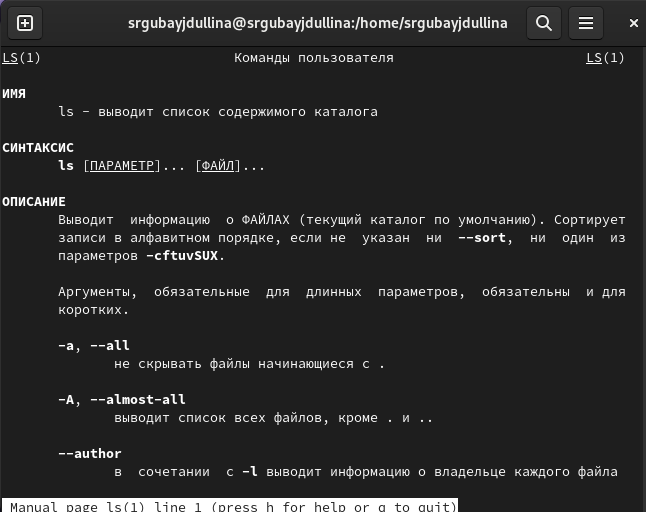 srgubayjdullina@srgubayjdullina:/home/srgubayjdullina
LS(1) Команды пользователя LS(1)
ИМЯ
ls - выводит список содержимого каталога
СИНТАКСИС
ls [ПАРАМЕТР]... [ФАЙЛ]...
ОПИСАНИЕ
Выводит информацию о ФАЙЛАХ (текущий каталог по умолчанию). Сортирует
записи в алфавитном порядке, если не указан ни --sort, ни один из
параметров -cftuvSUX.
Аргументы, обязательные для длинных параметров, обязательны и для
коротких.
-a, --all
не скрывать файлы начинающиеся с .
-A, --almost-all
выводит список всех файлов, кроме . и ..
--author
в сочетании с -l выводит информацию о владельце каждого файла
Manual page ls(1) line 1 (press h for help or q to quit)